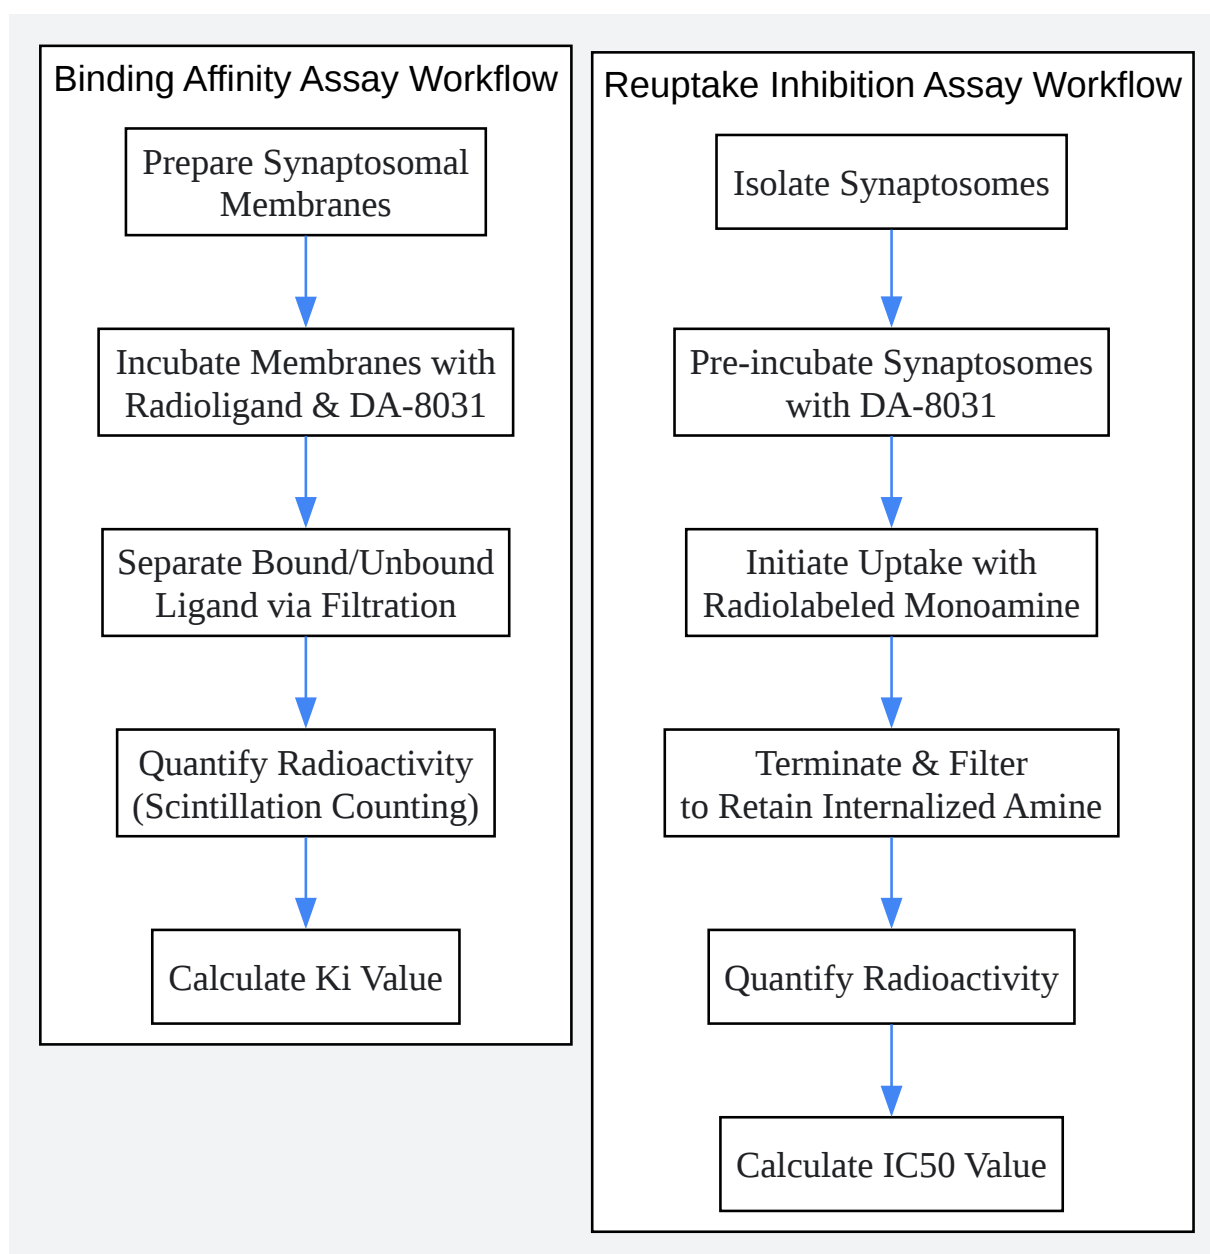 Binding Affinity Assay Workflow
Prepare Synaptosomal
Membranes
Incubate Membranes with
Radioligand & DA-8031
Separate Bound/Unbound
Ligand via Filtration
Quantify Radioactivity
(Scintillation Counting)
Calculate Ki Value
Reuptake Inhibition Assay Workflow
Isolate Synaptosomes
Pre-incubate Synaptosomes
with DA-8031
Initiate Uptake with
Radiolabeled Monoamine
Terminate & Filter
to Retain Internalized Amine
Quantify Radioactivity
Calculate IC50 Value